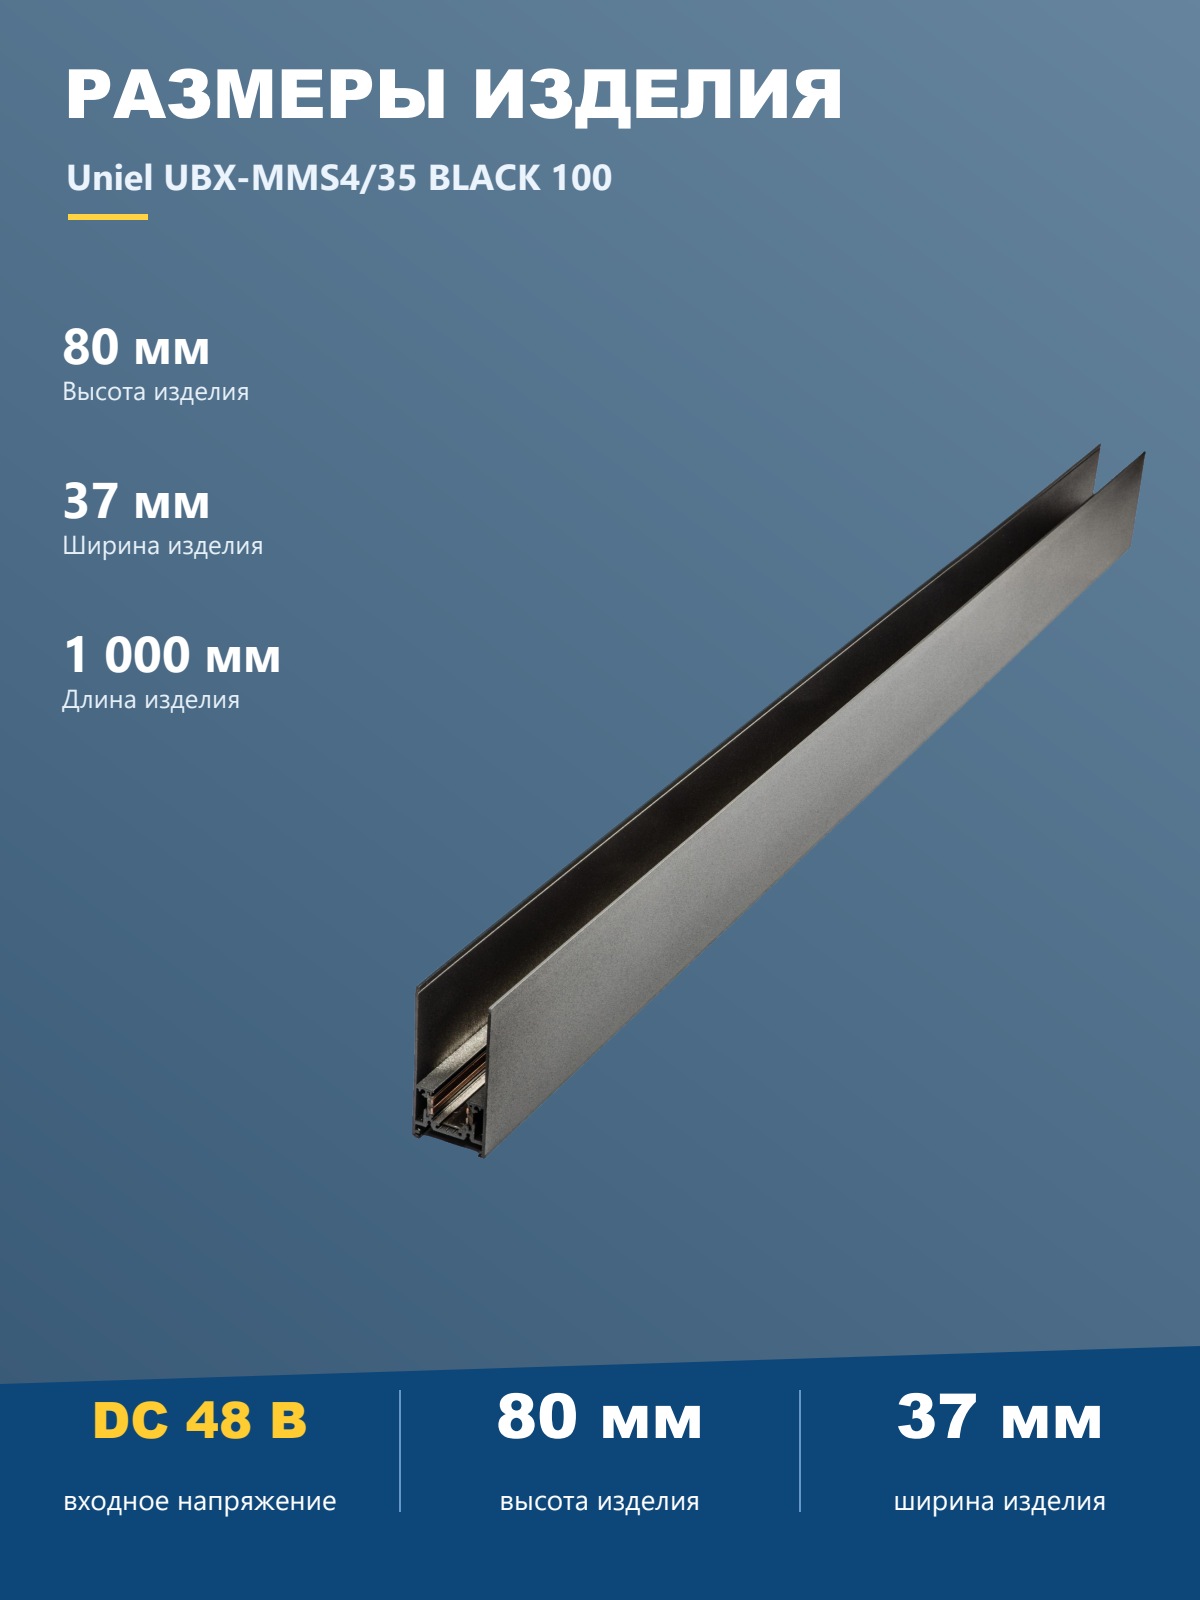 РАЗМЕРЫ ИЗДЕЛИЯ
Uniel UBX-MMS4/35 BLACK 100
80 мм
Высота изделия
37 мм
Ширина изделия
1 000 мм
Длина изделия
DC 48 В
входное напряжение
80 мм
высота изделия
37 мм
ширина изделия